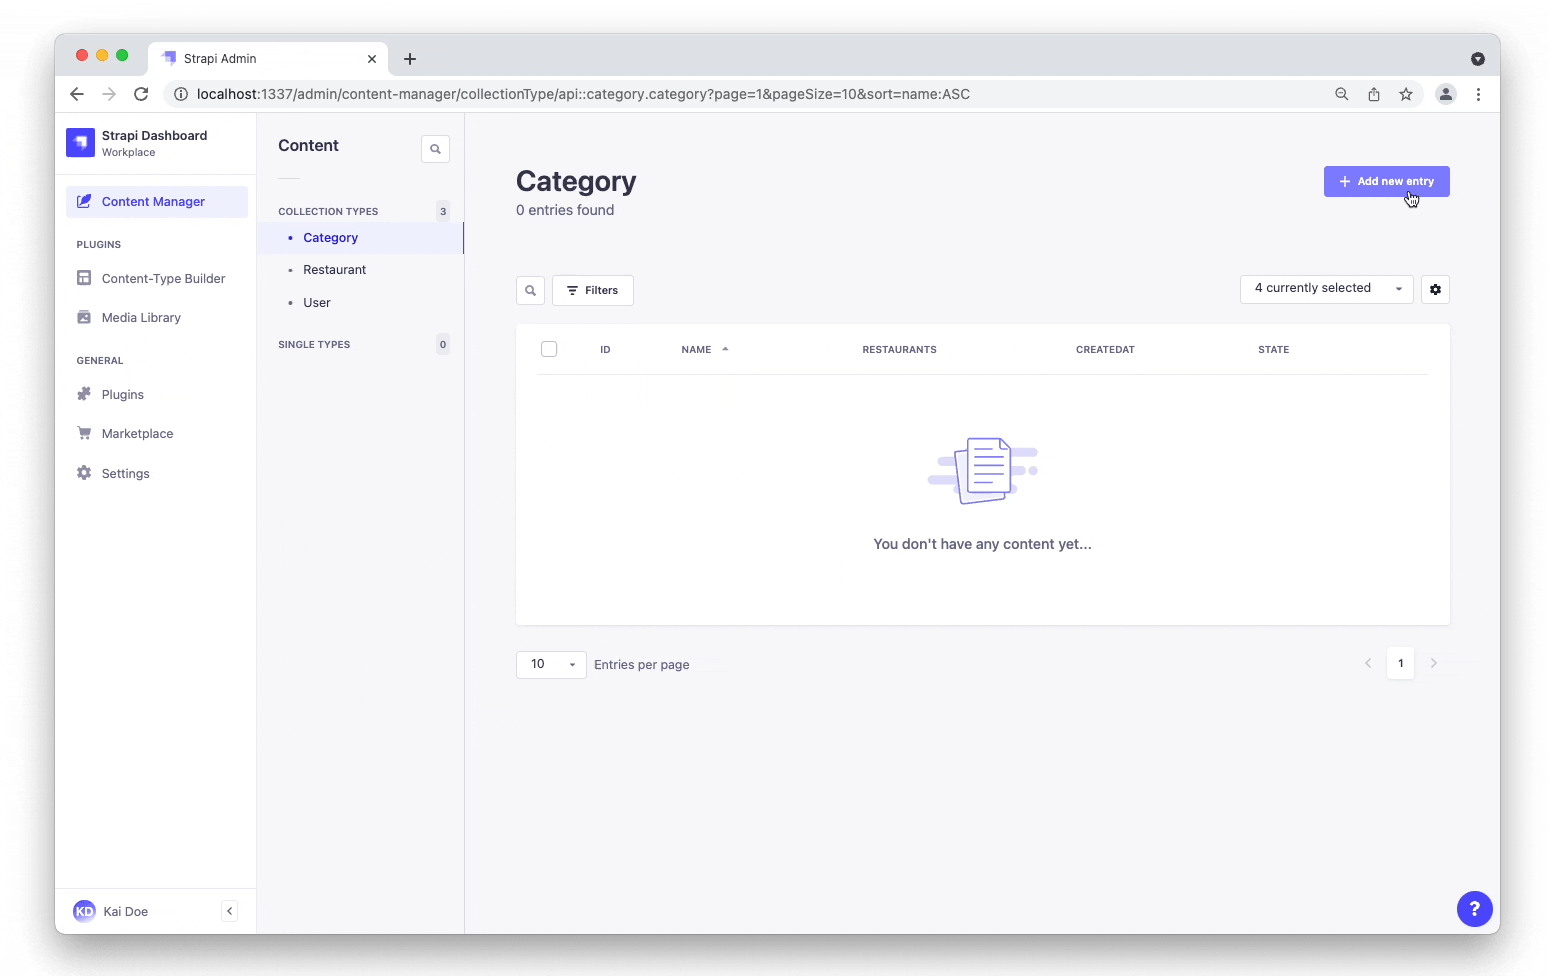 Strapi Admin
localhost:1337/admin/content-manager/collectionType/api::category.category?page=1&pageSize=10&sort=name:ASC
Strapi Dashboard
Workplace
Content Manager
PLUGINS
Content-Type Builder
Media Library
GENERAL
Plugins
Marketplace
Settings
KD Kai Doe
Content
COLLECTION TYPES 3
Category
Restaurant
User
SINGLE TYPES 0
Category
0 entries found
Add new entry
Filters
4 currently selected
ID NAME RESTAURANTS CREATEDAT STATE
You don't have any content yet...
10 Entries per page
1
?